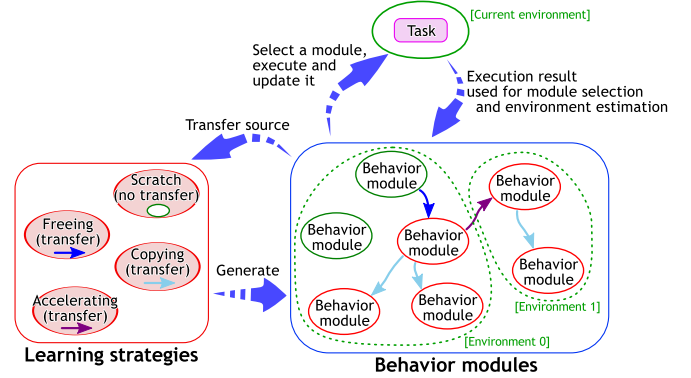 [Current environment]
Task
Select a module,
execute and
update it
Execution result
used for module selection
and environment estimation
Transfer source
Scratch
(no transfer)
Freeing
(transfer)
Copying
(transfer)
Accelerating
(transfer)
Learning strategies
Generate
Behavior
module
Behavior
module
Behavior
module
Behavior
module
Behavior
module
Behavior
module
Behavior
module
[Environment 1]
[Environment 0]
Behavior modules